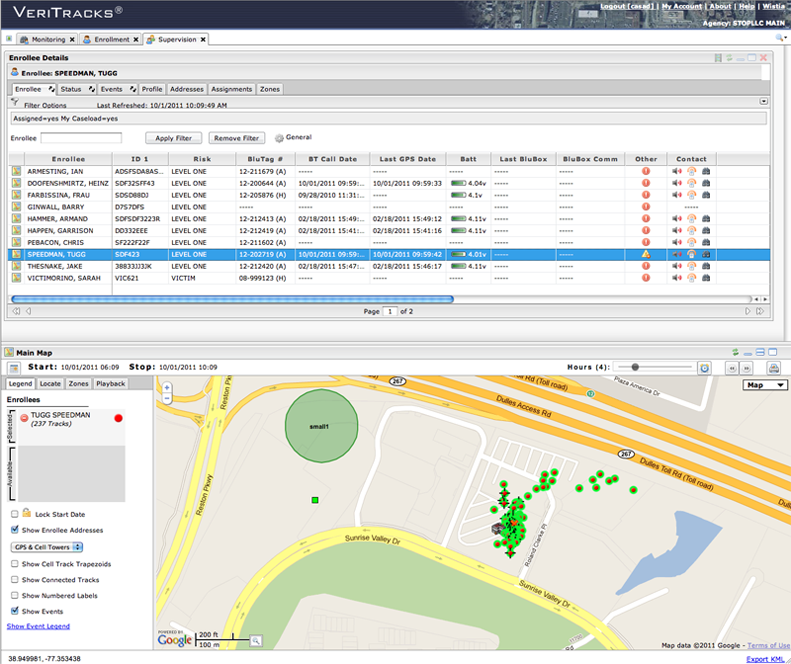 VERITRACKS®
Logout [casad] | My Account | About | Help | Wistia
Agency: STOPLLC MAIN
Monitoring Enrollment Supervision
Enrollee Details
Enrollee: SPEEDMAN, TUGG
Enrollee Status Events Profile Addresses Assignments Zones
Filter Options Last Refreshed: 10/1/2011 10:09:49 AM
Assigned=yes My Caseload=yes
Enrollee Apply Filter Remove Filter General
Enrollee ID 1 Risk BluTag # BT Call Date Last GPS Date Batt Last BluBox BluBox Comm Other Contact
ARMESTING, IAN ADSFSDA8AS... LEVEL ONE 12-211679 (A) ----- ----- ----- -----
DOOFENSHMIRTZ, HEINZ SDF32SFF43 LEVEL ONE 12-200644 (A) 10/01/2011 09:59:... 10/01/2011 09:59:33 4.04v ----- -----
FARBISSINA, FRAU SDSD88DJ LEVEL ONE 12-205876 (H) 09/28/2010 11:31:... ----- 4.1v ----- -----
GINWALL, BARRY D7S7DFS LEVEL ONE ----- ----- ----- ----- ----- -----
HAMMER, ARMAND SDFSDF3223R LEVEL ONE 12-212413 (A) 02/18/2011 15:49:... 02/18/2011 15:49:12 4.11v ----- -----
HAPPEN, GARRISON DD332EEE LEVEL ONE 12-212419 (A) 02/18/2011 15:41:... 02/18/2011 15:41:16 4.11v ----- -----
PEBACON, CHRIS SF222F22F LEVEL ONE 12-211602 (A) ----- ----- ----- -----
SPEEDMAN, TUGG SDF423 LEVEL ONE 12-202719 (A) 10/01/2011 09:59:... 10/01/2011 09:59:42 4.01v ----- -----
THESNAKE, JAKE 38833JJ3JK LEVEL ONE 12-212420 (A) 02/18/2011 15:47:... 02/18/2011 15:46:17 4.11v ----- -----
VICTIMORINO, SARAH VIC621 VICTIM 08-999123 (H) ----- ----- ----- -----
Page 1 of 2
Main Map
Start: 10/01/2011 06:09 Stop: 10/01/2011 10:09 Hours (4):
Legend Locate Zones Playback
Enrollees
Selected
TUGG SPEEDMAN
(237 Tracks)
Available
Lock Start Date
Show Enrollee Addresses
GPS & Cell Towers
Show Cell Track Trapezoids
Show Connected Tracks
Show Numbered Labels
Show Events
Show Event Legend
Map
Reston Pkwy
Reston Pkwy
267
Rd (Toll road)
Plaza America Dr
Dulles Access Rd
267
Dulles Toll Rd (Toll road)
small1
Roland Clarke Pl
Sunrise Valley Dr
Sunrise Valley Dr
POWERED BY
Google
200 ft
100 m
Map data ©2011 Google - Terms of Use
38.949981, -77.353438
Export KML